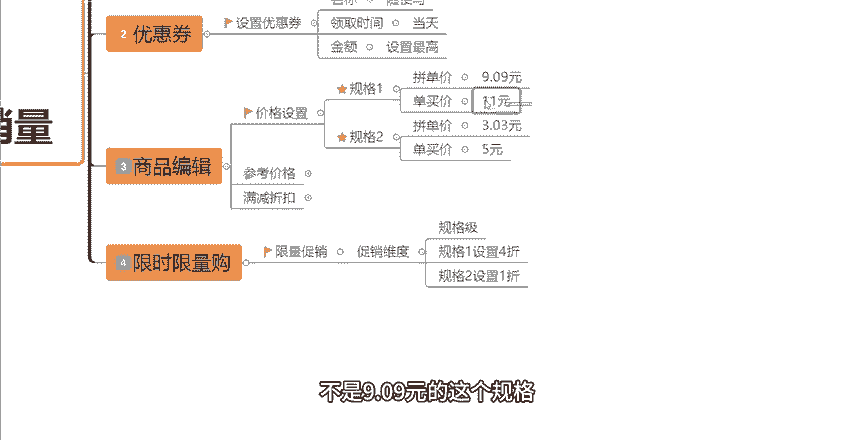 2 优惠券
设置优惠券
领取时间 当天
金额 设置最高
销量
3 商品编辑
价格设置
规格1
拼单价 9.09元
单买价 11元
规格2
拼单价 3.03元
单买价 5元
参考价格
满减折扣
4 限时限量购
限量促销 促销维度
规格级
规格1设置4折
规格2设置1折
不是9.09元的这个规格